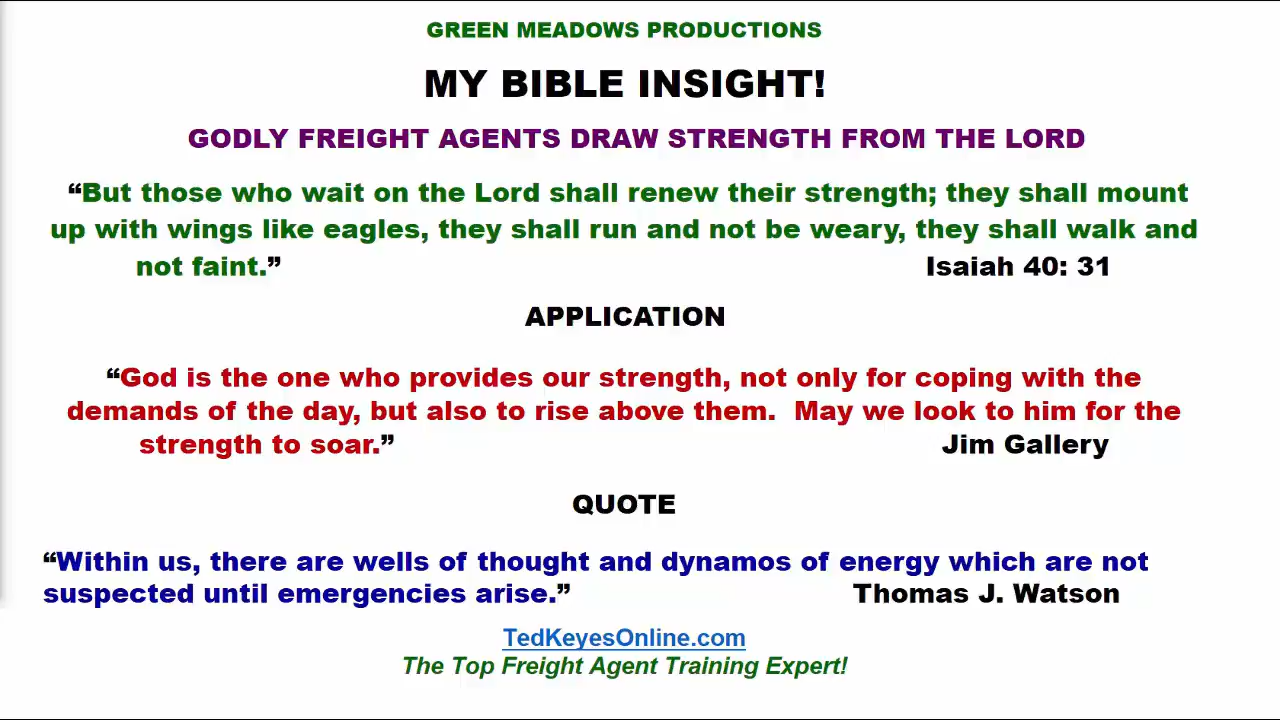 GREEN MEADOWS PRODUCTIONS
MY BIBLE INSIGHT!
GODLY FREIGHT AGENTS DRAW STRENGTH FROM THE LORD
“But those who wait on the Lord shall renew their strength; they shall mount
up with wings like eagles, they shall run and not be weary, they shall walk and
not faint.” Isaiah 40: 31
APPLICATION
“God is the one who provides our strength, not only for coping with the
demands of the day, but also to rise above them. May we look to him for the
strength to soar.” Jim Gallery
QUOTE
“Within us, there are wells of thought and dynamos of energy which are not
suspected until emergencies arise.” Thomas J. Watson
TedKeyesOnline.com
The Top Freight Agent Training Expert!